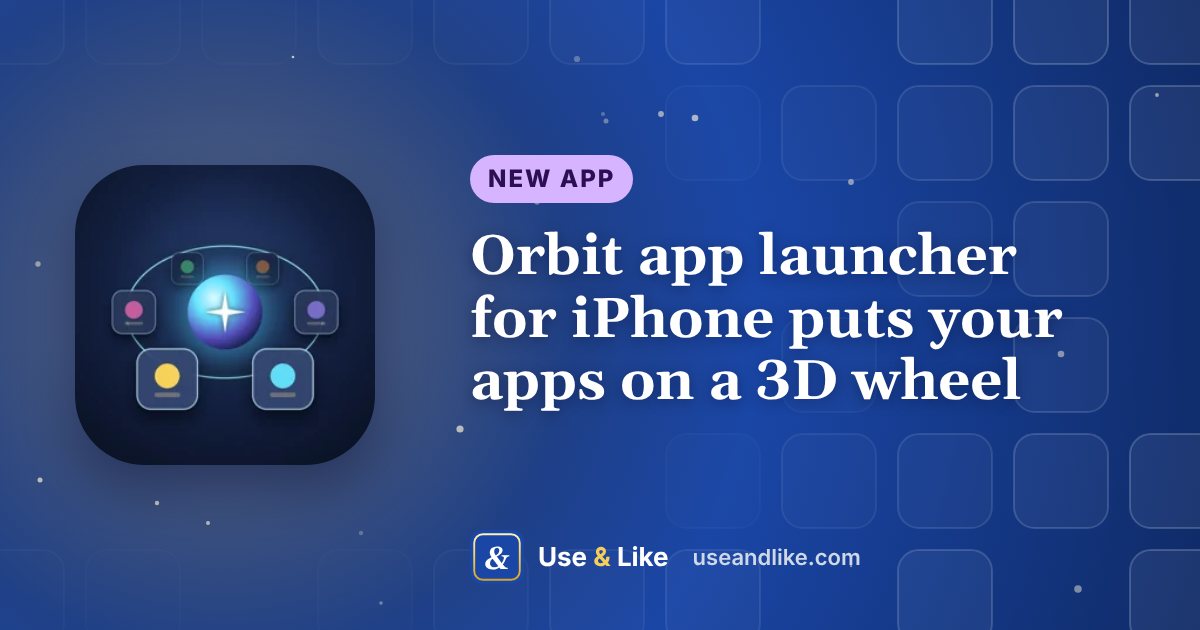 NEW APP
Orbit app launcher
for iPhone puts your
apps on a 3D wheel
& Use & Like useandlike.com